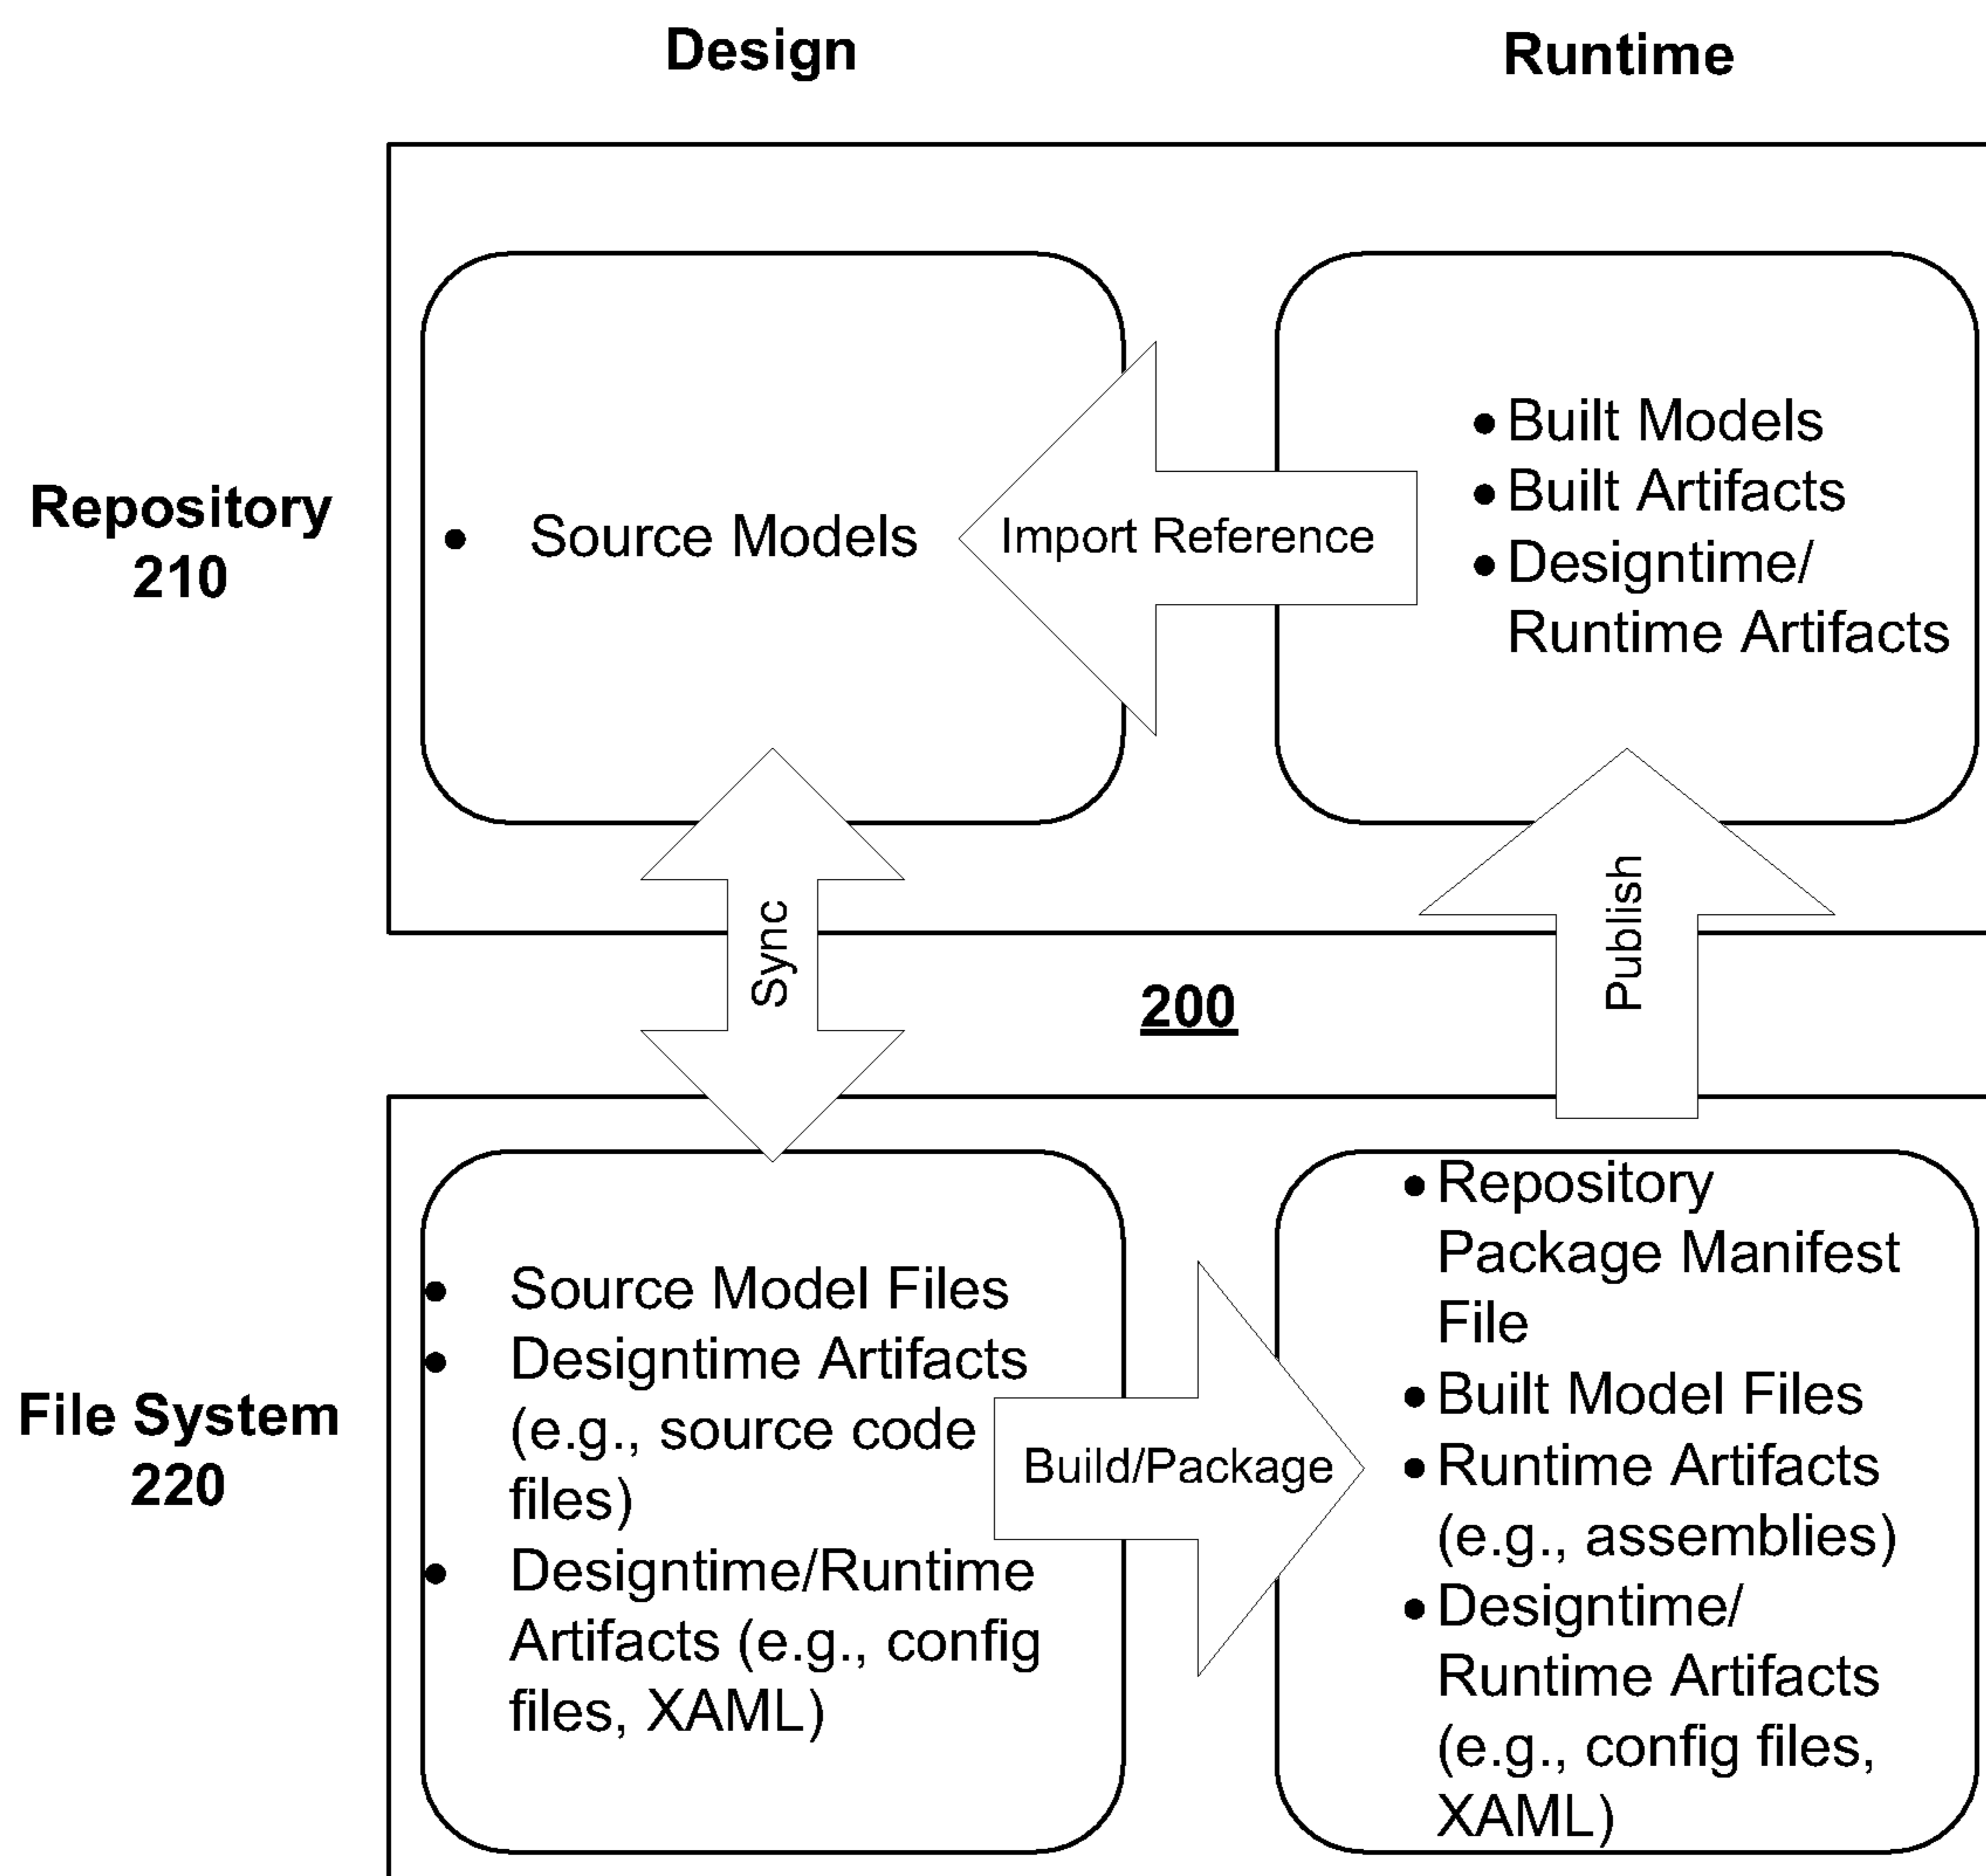 Design
Runtime
Repository
210
• Source Models
Import Reference
• Built Models
• Built Artifacts
• Designtime/
Runtime Artifacts
Sync
200
Publish
File System
220
• Source Model Files
• Designtime Artifacts
(e.g., source code
files)
• Designtime/Runtime
Artifacts (e.g., config
files, XAML)
Build/Package
• Repository
Package Manifest
File
• Built Model Files
• Runtime Artifacts
(e.g., assemblies)
• Designtime/
Runtime Artifacts
(e.g., config files,
XAML)